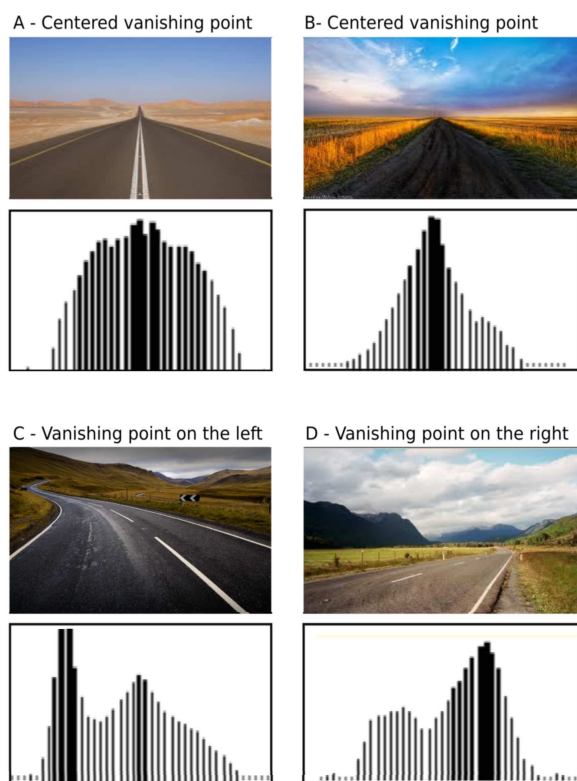 A - Centered vanishing point
B- Centered vanishing point
C - Vanishing point on the left
D - Vanishing point on the right